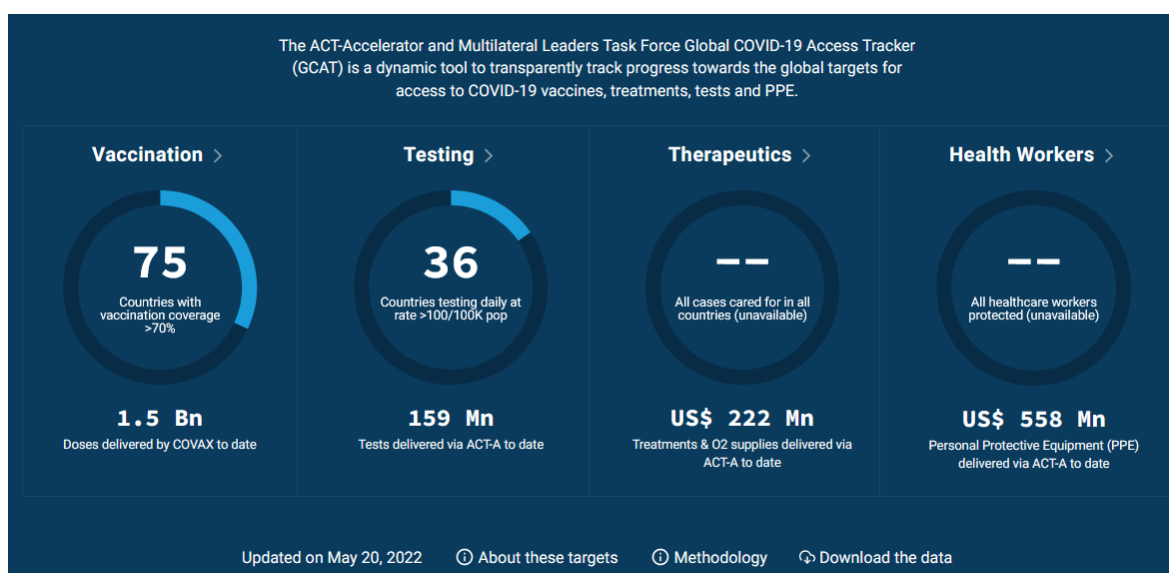 The ACT-Accelerator and Multilateral Leaders Task Force Global COVID-19 Access Tracker
(GCAT) is a dynamic tool to transparently track progress towards the global targets for
access to COVID-19 vaccines, treatments, tests and PPE.
Vaccination >
75
Countries with
vaccination coverage
>70%
1.5 Bn
Doses delivered by COVAX to date
Testing >
36
Countries testing daily at
rate >100/100K pop
159 Mn
Tests delivered via ACT-A to date
Therapeutics >
--
All cases cared for in all
countries (unavailable)
US$ 222 Mn
Treatments & O2 supplies delivered via
ACT-A to date
Health Workers >
--
All healthcare workers
protected (unavailable)
US$ 558 Mn
Personal Protective Equipment (PPE)
delivered via ACT-A to date
Updated on May 20, 2022 About these targets Methodology Download the data